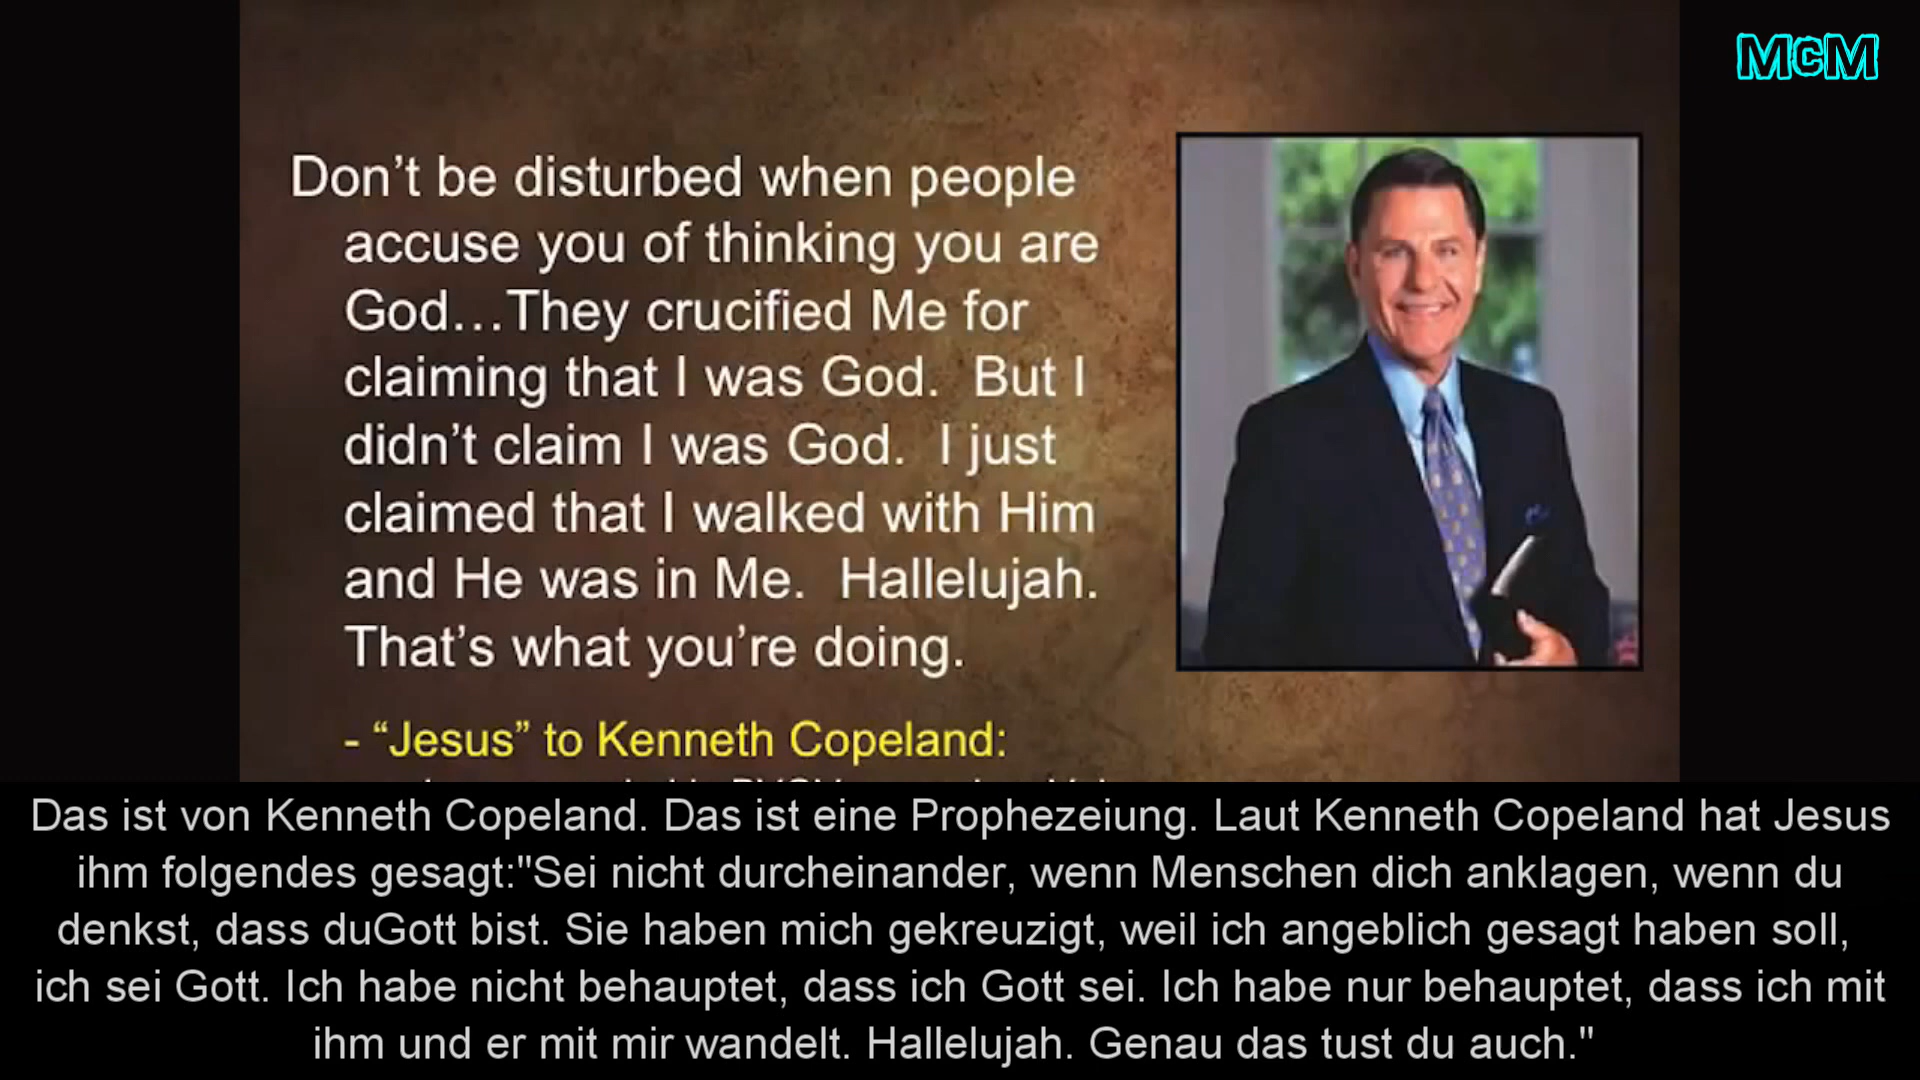 McM
Don’t be disturbed when people
accuse you of thinking you are
God…They crucified Me for
claiming that I was God.  But I
didn’t claim I was God.  I just
claimed that I walked with Him
and He was in Me.  Hallelujah.
That’s what you’re doing.
- “Jesus” to Kenneth Copeland:
Das ist von Kenneth Copeland. Das ist eine Prophezeiung. Laut Kenneth Copeland hat Jesus
ihm folgendes gesagt:"Sei nicht durcheinander, wenn Menschen dich anklagen, wenn du
denkst, dass duGott bist. Sie haben mich gekreuzigt, weil ich angeblich gesagt haben soll,
ich sei Gott. Ich habe nicht behauptet, dass ich Gott sei. Ich habe nur behauptet, dass ich mit
ihm und er mit mir wandelt. Hallelujah. Genau das tust du auch."